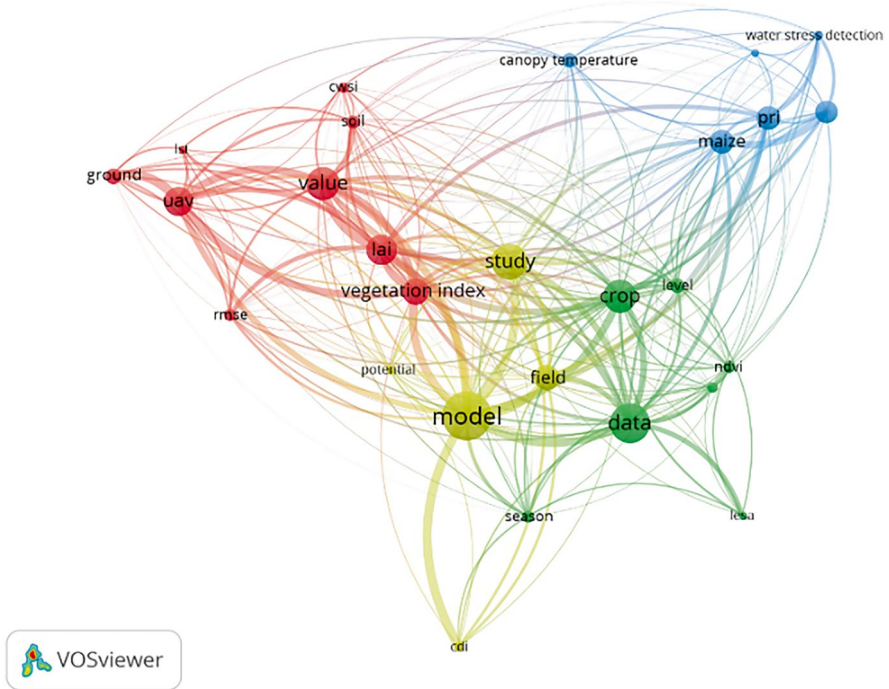 water stress detection
canopy temperature
cwsi
soil
pri
maize
lst
ground
value
uav
lai
study
vegetation index
crop
level
rmse
potential
field
ndvi
model
data
season
lesa
cdi
VOSviewer